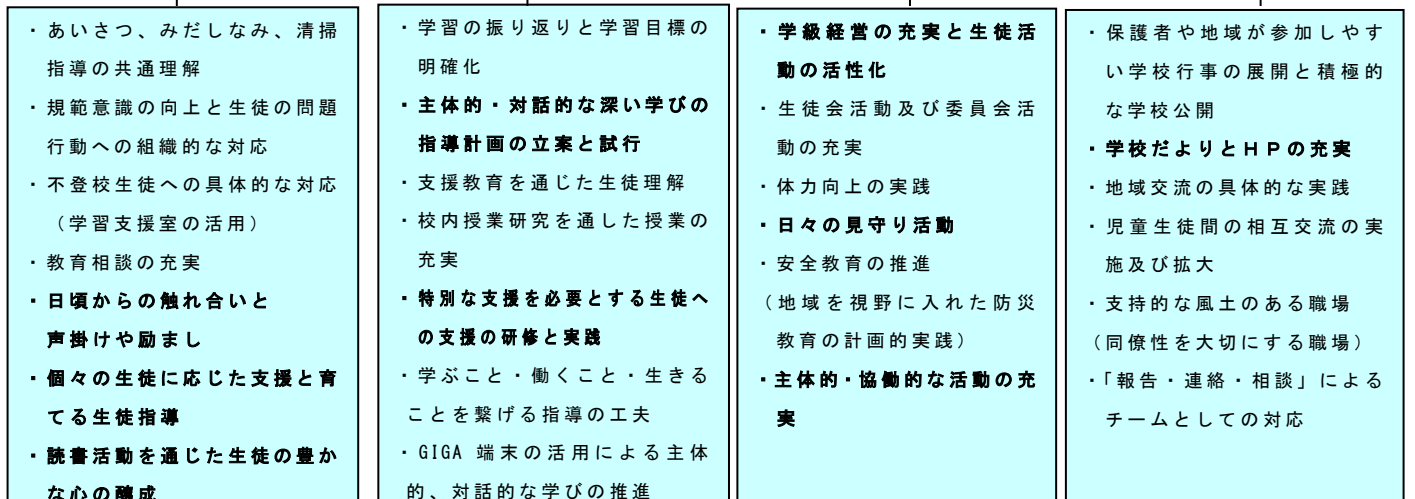 ・あいさつ、みだしなみ、清掃
指導の共通理解
・規範意識の向上と生徒の問題
行動への組織的な対応
・不登校生徒への具体的な対応
（学習支援室の活用）
・教育相談の充実
・日頃からの触れ合いと
声掛けや励まし
・個々の生徒に応じた支援と育
てる生徒指導
・読書活動を通じた生徒の豊か
な心の醸成
・学習の振り返りと学習目標の
明確化
・主体的・対話的な深い学びの
指導計画の立案と試行
・支援教育を通じた生徒理解
・校内授業研究を通した授業の
充実
・特別な支援を必要とする生徒へ
の支援の研修と実践
・学ぶこと・働くこと・生きる
ことを繋げる指導の工夫
・GIGA 端末の活用による主体
的、対話的な学びの推進
・学級経営の充実と生徒活
動の活性化
・生徒会活動及び委員会活
動の充実
・体力向上の実践
・日々の見守り活動
・安全教育の推進
（地域を視野に入れた防災
教育の計画的実践）
・主体的・協働的な活動の充
実
・保護者や地域が参加しやす
い学校行事の展開と積極的
な学校公開
・学校だよりとＨＰの充実
・地域交流の具体的な実践
・児童生徒間の相互交流の実
施及び拡大
・支持的な風土のある職場
（同僚性を大切にする職場）
・「報告・連絡・相談」による
チームとしての対応